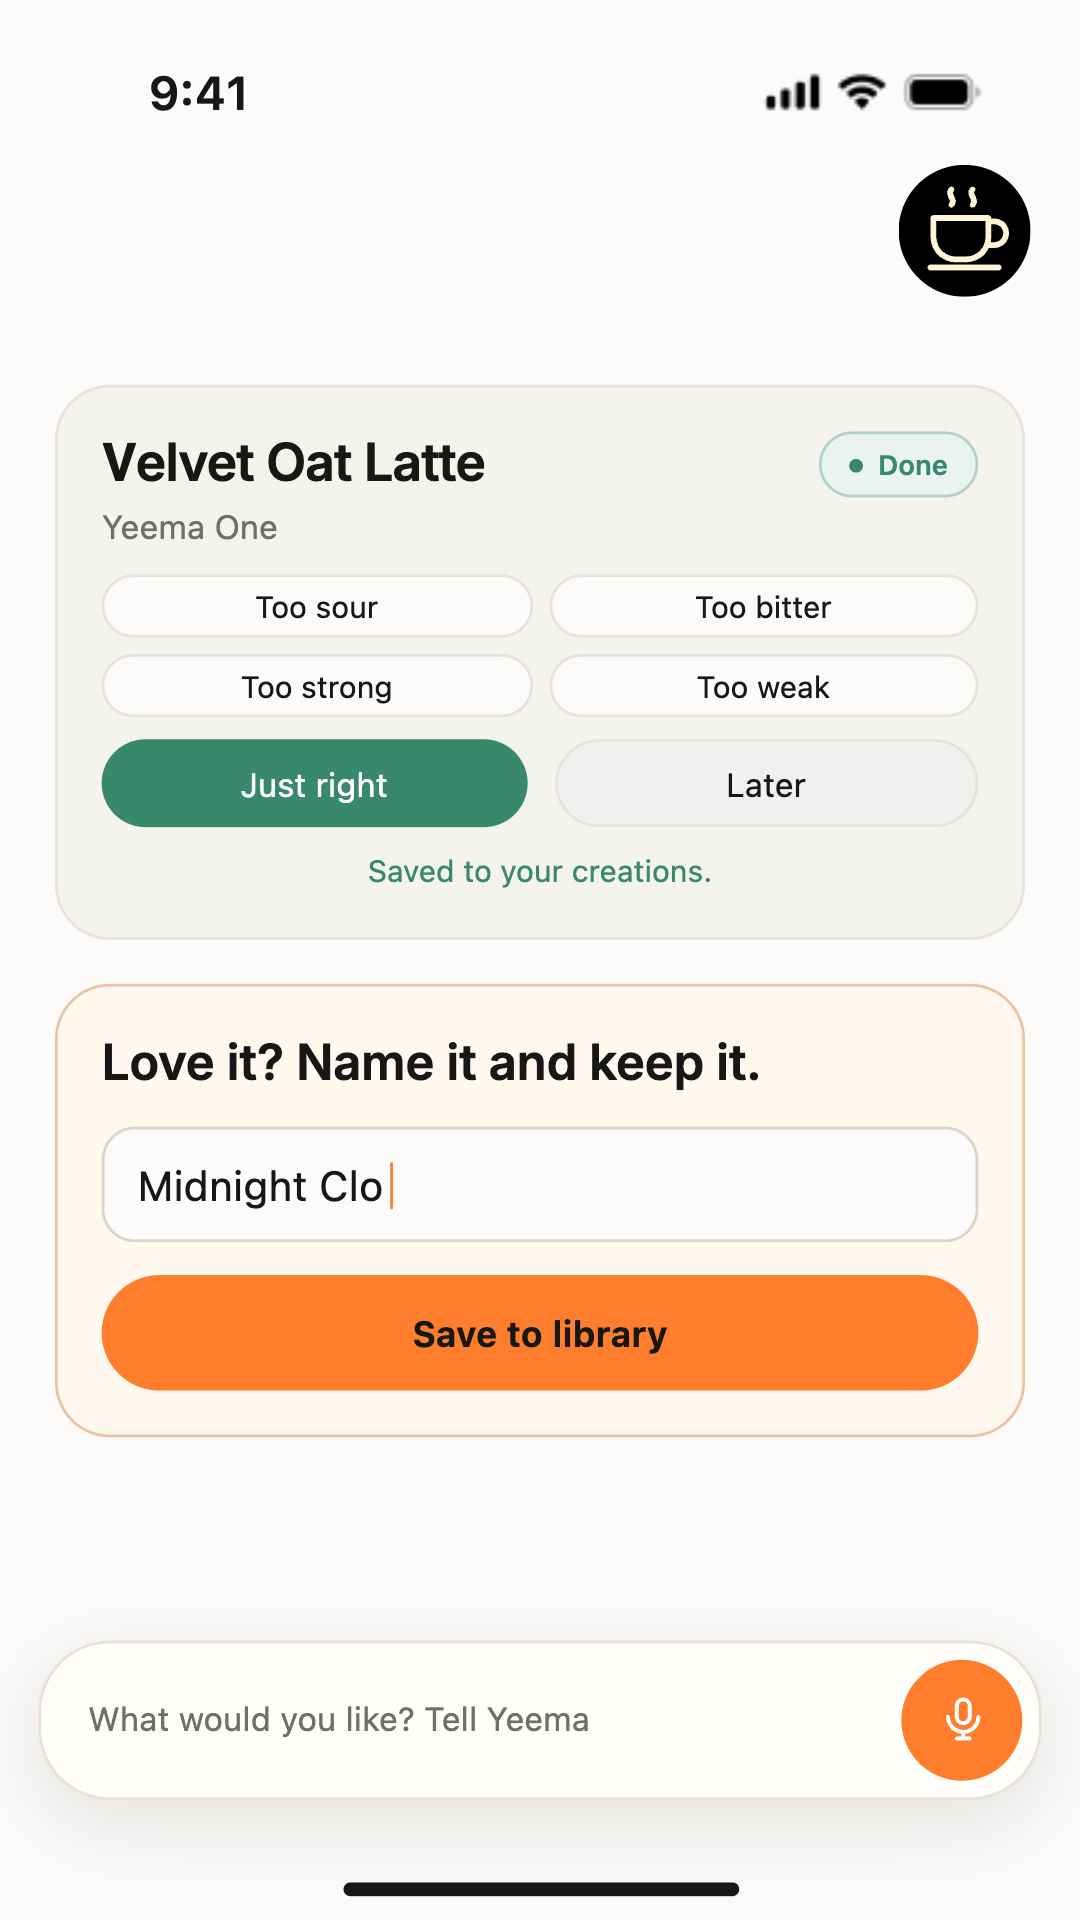 9:41
Velvet Oat Latte
Done
Yeema One
Too sour
Too bitter
Too strong
Too weak
Just right
Later
Saved to your creations.
Love it? Name it and keep it.
Midnight Clo
Save to library
What would you like? Tell Yeema